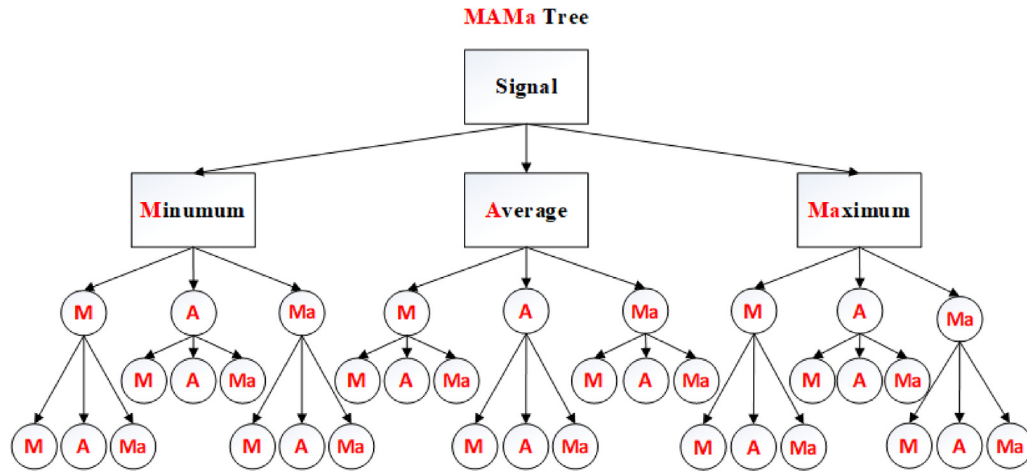 MAMa Tree
Signal
Minumum
Average
Maximum
M A Ma M A Ma M A Ma
M A Ma M A Ma M A Ma
M A Ma M A Ma M A Ma M A Ma M A Ma M A Ma